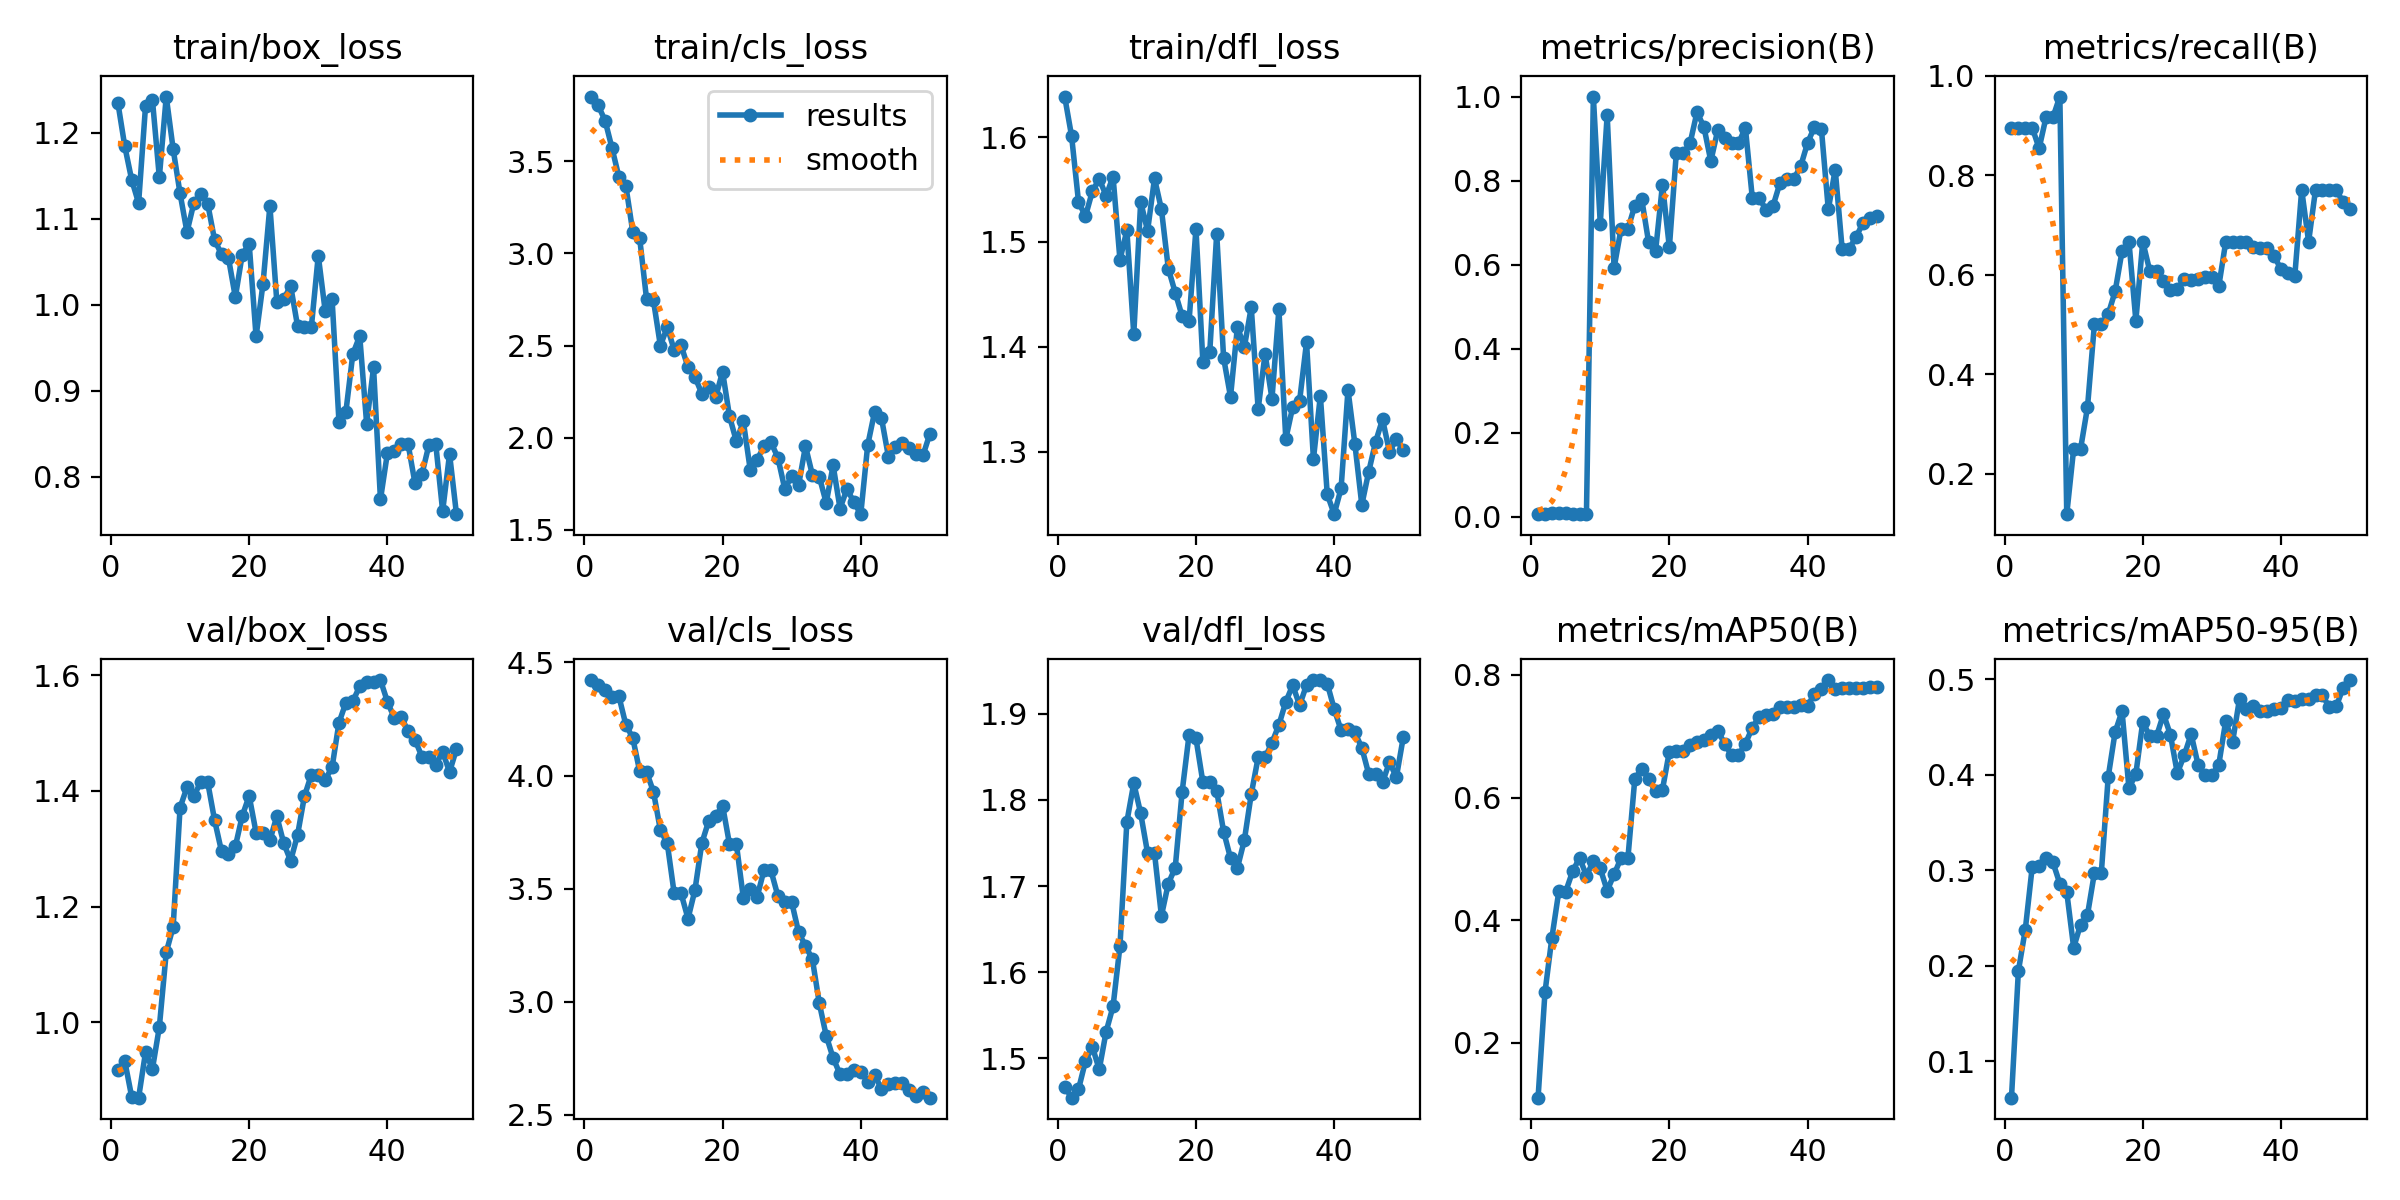 train/box_loss
train/cls_loss
train/dfl_loss
metrics/precision(B)
metrics/recall(B)
1.2
1.1
1.0
0.9
0.8
0 20 40
results
smooth
3.5
3.0
2.5
2.0
1.5
0 20 40
1.6
1.5
1.4
1.3
0 20 40
1.0
0.8
0.6
0.4
0.2
0.0
0 20 40
1.0
0.8
0.6
0.4
0.2
0 20 40
val/box_loss
val/cls_loss
val/dfl_loss
metrics/mAP50(B)
metrics/mAP50-95(B)
1.6
1.4
1.2
1.0
0 20 40
4.5
4.0
3.5
3.0
2.5
0 20 40
1.9
1.8
1.7
1.6
1.5
0 20 40
0.8
0.6
0.4
0.2
0 20 40
0.5
0.4
0.3
0.2
0.1
0 20 40